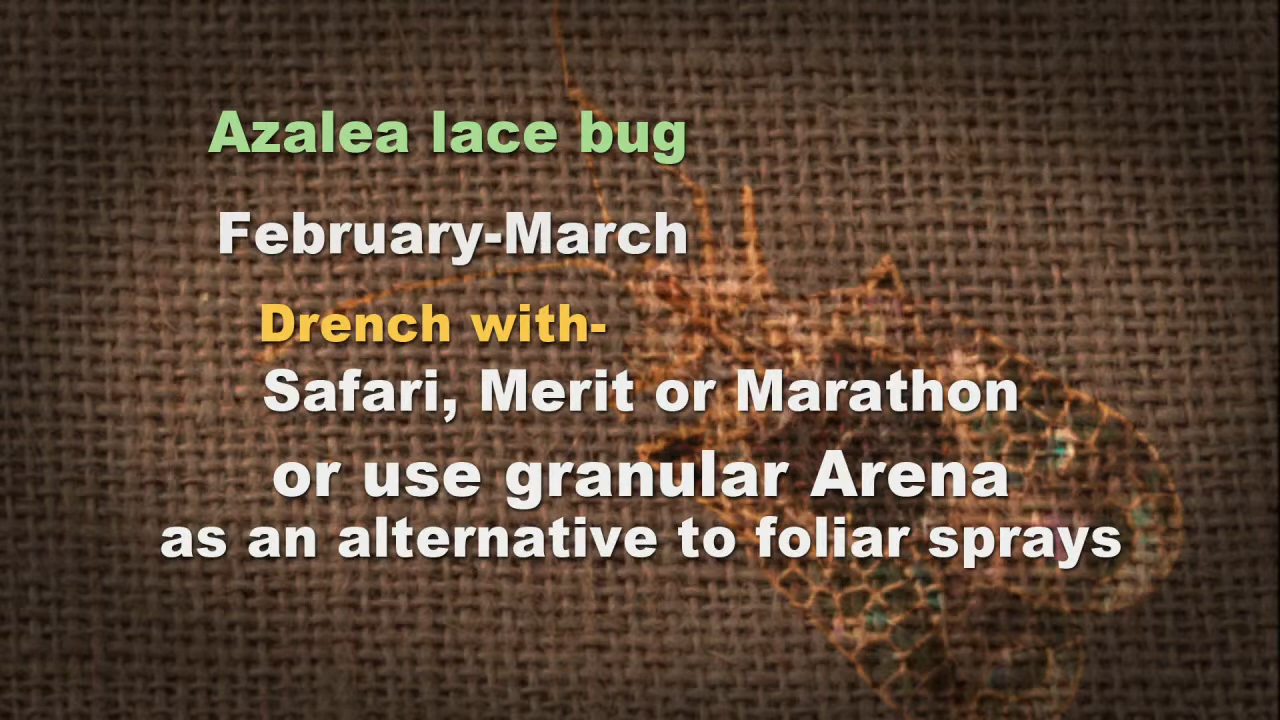 Azalea lace bug
February-March
Drench with-
Safari, Merit or Marathon
or use granular Arena
as an alternative to foliar sprays